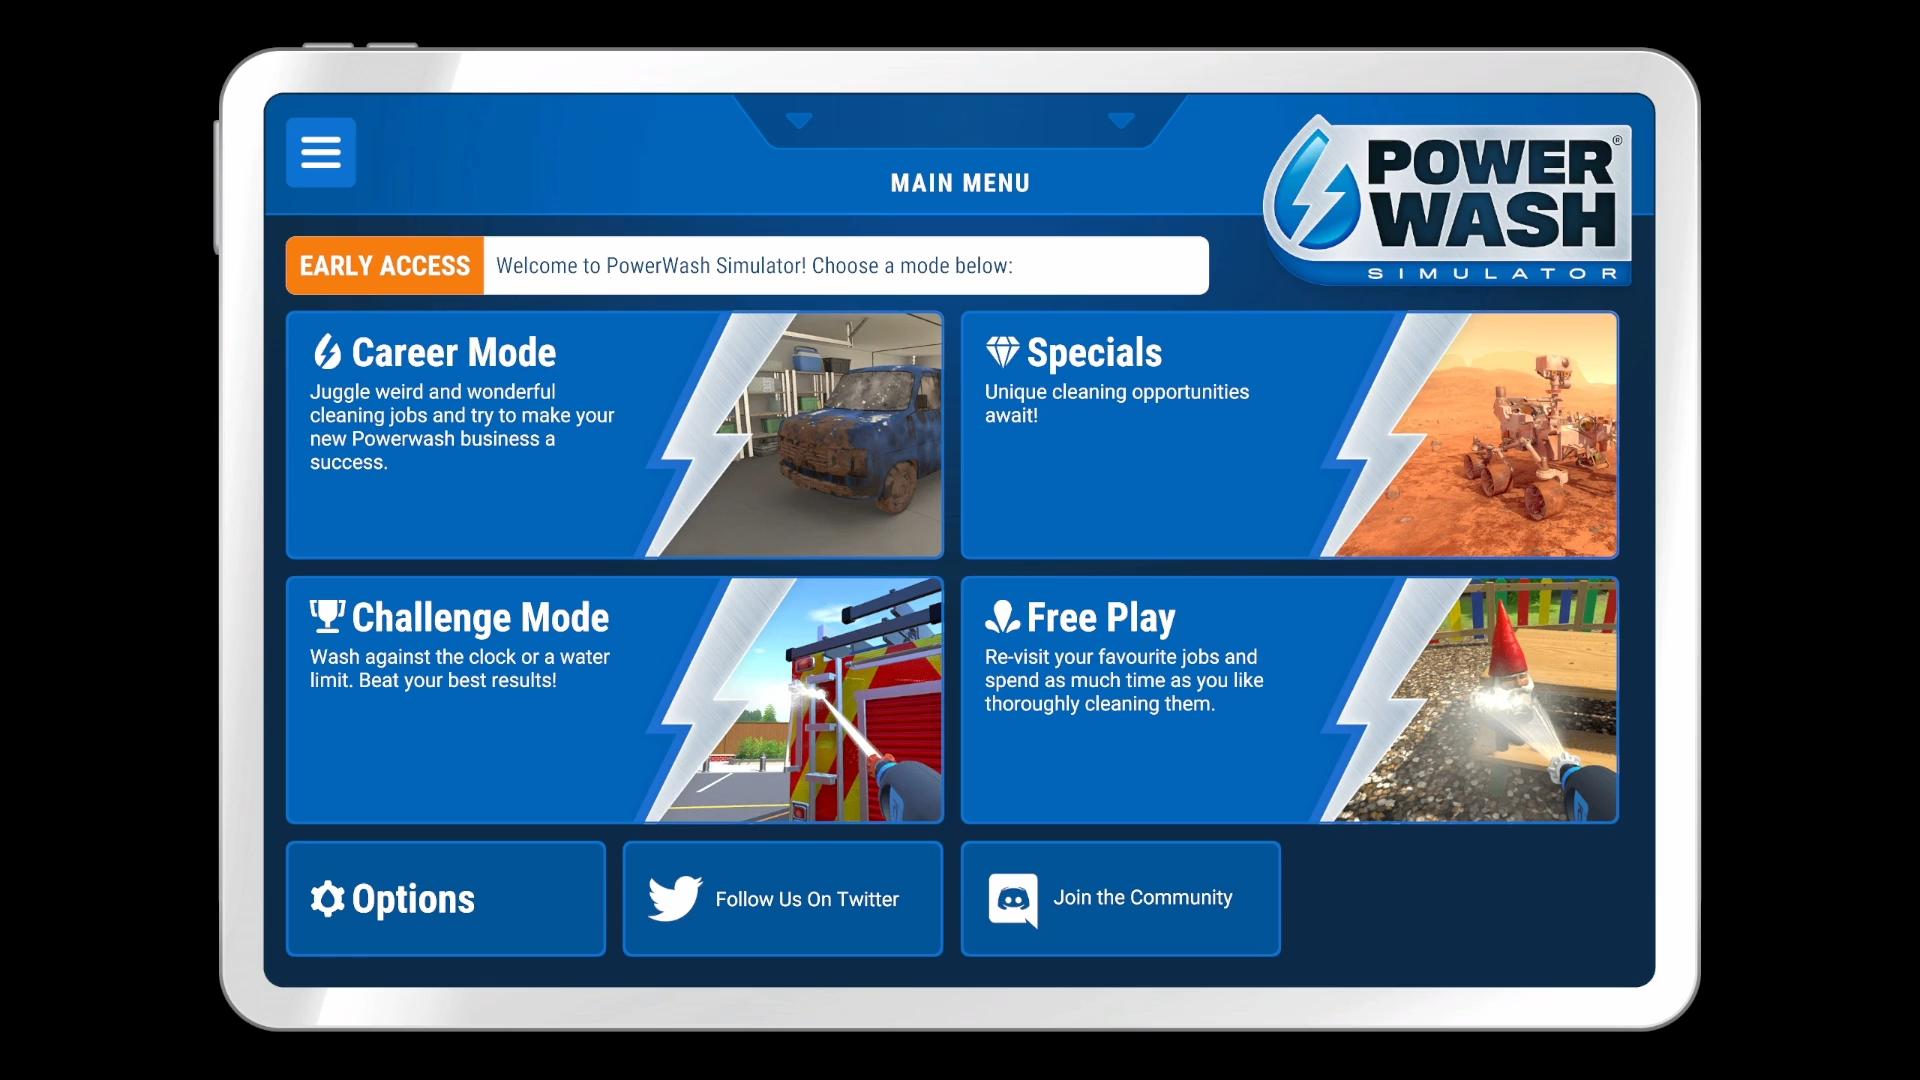 MAIN MENU
POWER
WASH
®
SIMULATOR
EARLY ACCESS Welcome to PowerWash Simulator! Choose a mode below:
Career Mode
Juggle weird and wonderful
cleaning jobs and try to make your
new Powerwash business a
success.
Specials
Unique cleaning opportunities
await!
Challenge Mode
Wash against the clock or a water
limit. Beat your best results!
Free Play
Re-visit your favourite jobs and
spend as much time as you like
thoroughly cleaning them.
Options
Follow Us On Twitter
Join the Community